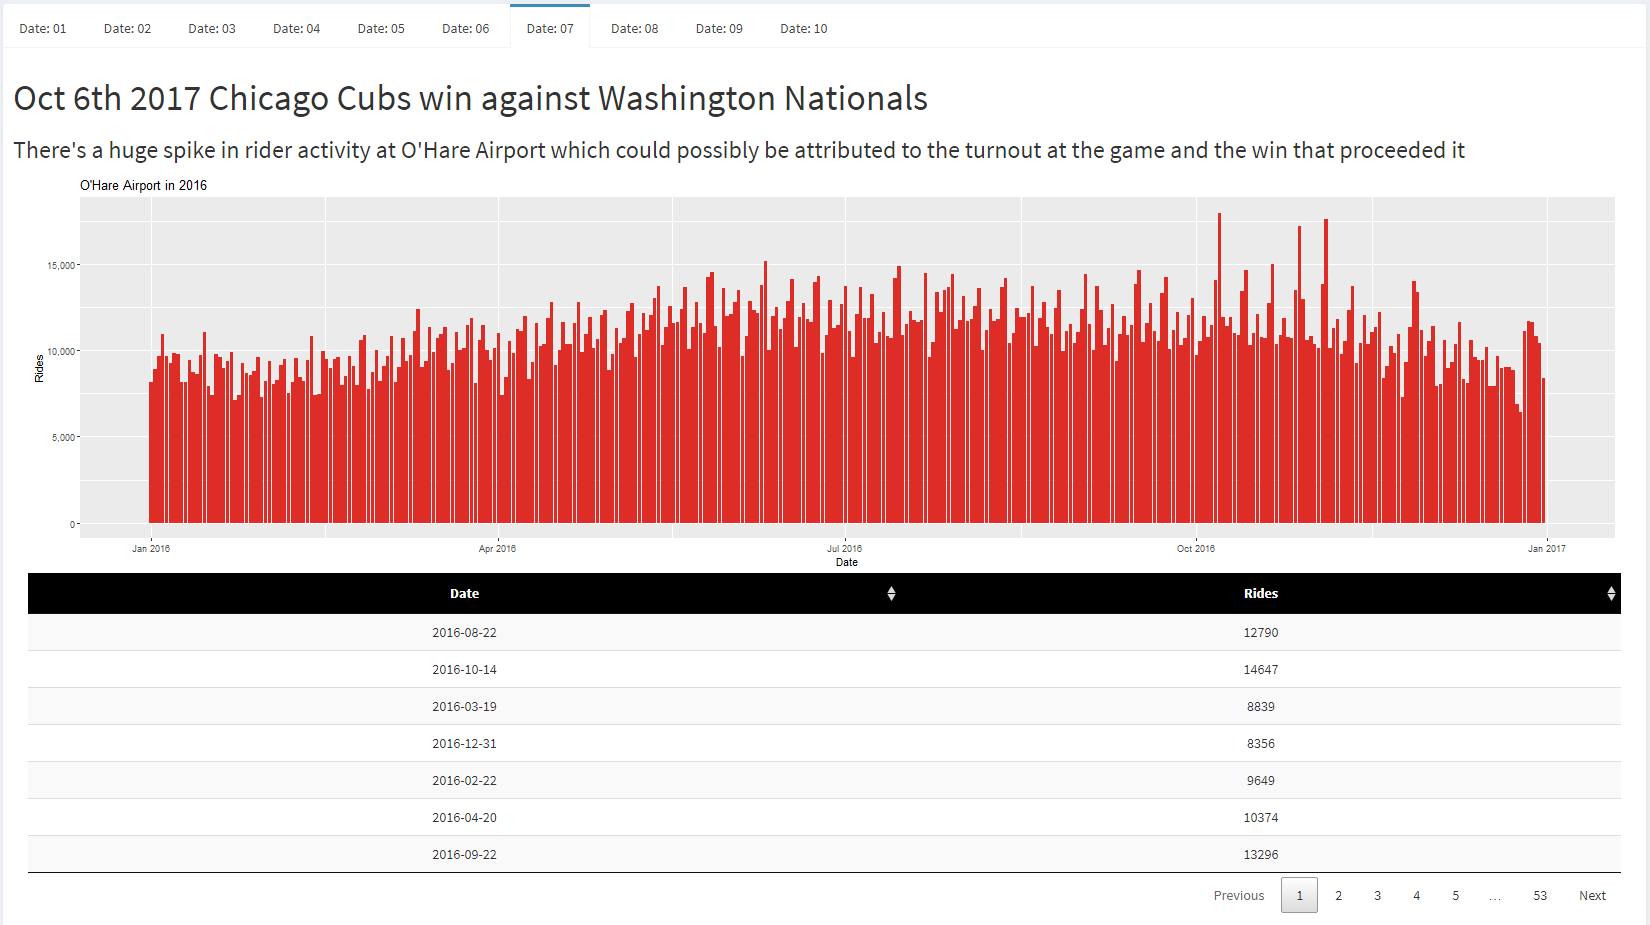 Date: 01 Date: 02 Date: 03 Date: 04 Date: 05 Date: 06 Date: 07 Date: 08 Date: 09 Date: 10
Oct 6th 2017 Chicago Cubs win against Washington Nationals
There's a huge spike in rider activity at O'Hare Airport which could possibly be attributed to the turnout at the game and the win that proceeded it
O'Hare Airport in 2016
Rides
15,000
10,000
5,000
0
Jan 2016 Apr 2016 Jul 2016 Oct 2016 Jan 2017
Date
Date Rides
2016-08-22 12790
2016-10-14 14647
2016-03-19 8839
2016-12-31 8356
2016-02-22 9649
2016-04-20 10374
2016-09-22 13296
Previous 1 2 3 4 5 … 53 Next